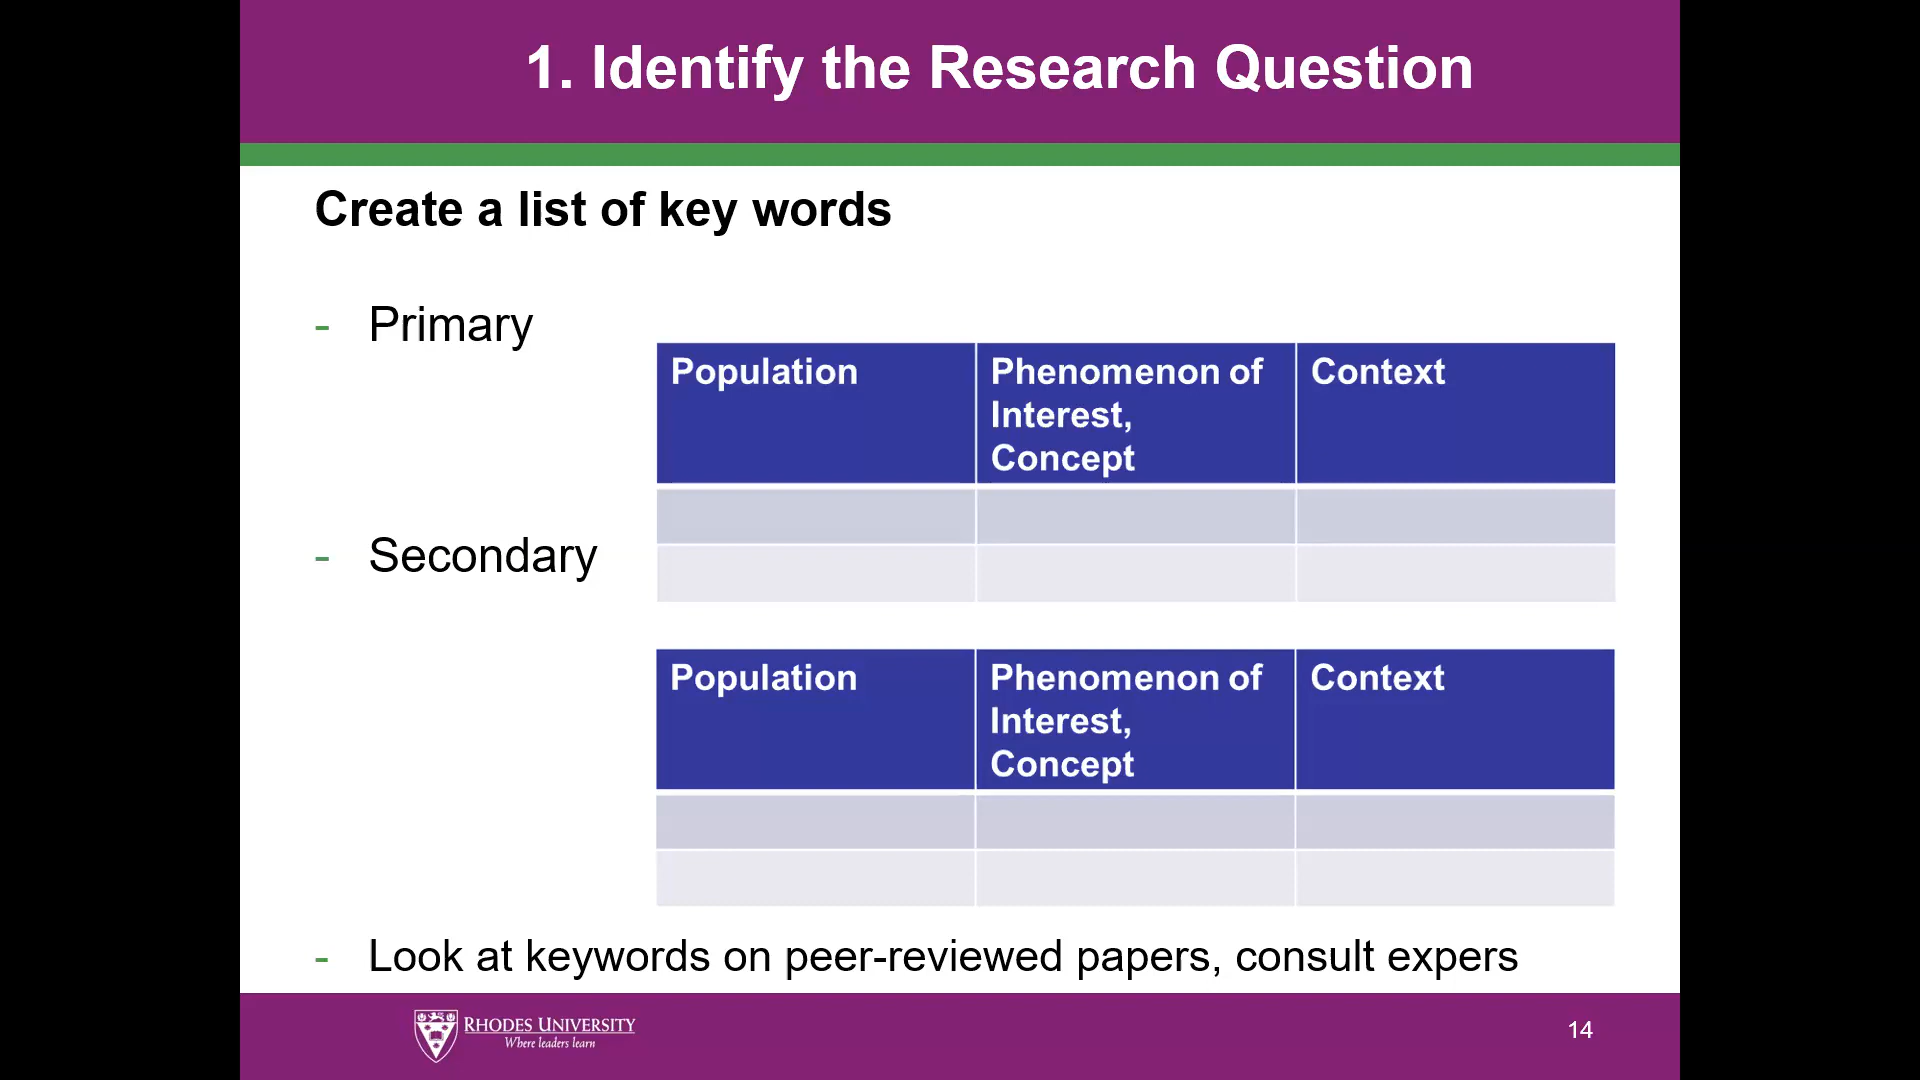 1. Identify the Research Question
Create a list of key words
- Primary
Population
Phenomenon of
Interest,
Concept
Context
- Secondary
Population
Phenomenon of
Interest,
Concept
Context
- Look at keywords on peer-reviewed papers, consult expers
RHODES UNIVERSITY
Where leaders learn
14